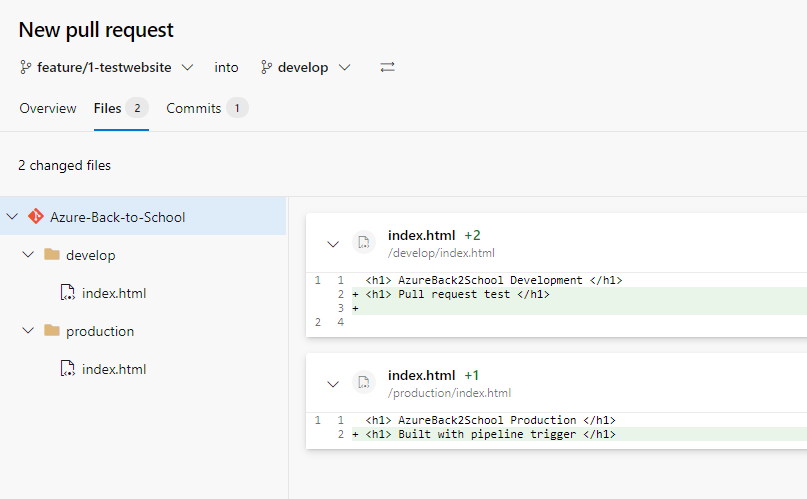 New pull request
feature/1-testwebsite into develop
Overview Files 2 Commits 1
2 changed files
Azure-Back-to-School
develop
index.html
production
index.html
index.html +2
/develop/index.html
1 1 <h1> AzureBack2School Development </h1>
2 + <h1> Pull request test </h1>
3 +
2 4
index.html +1
/production/index.html
1 1 <h1> AzureBack2School Production </h1>
2 + <h1> Built with pipeline trigger </h1>